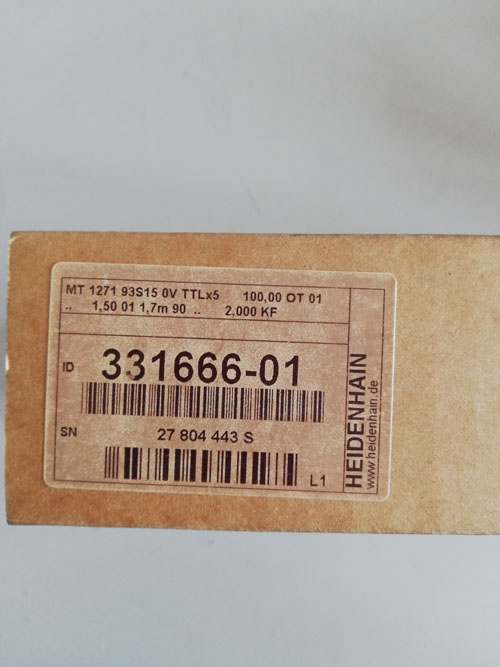 MT 1271 93S15 0V TTLx5 100,00 OT 01
.. 1,50 01 1,7m 90 .. 2,000 KF
ID 331666-01
SN 27 804 443 S
L1
HEIDENHAIN
www.heidenhain.de